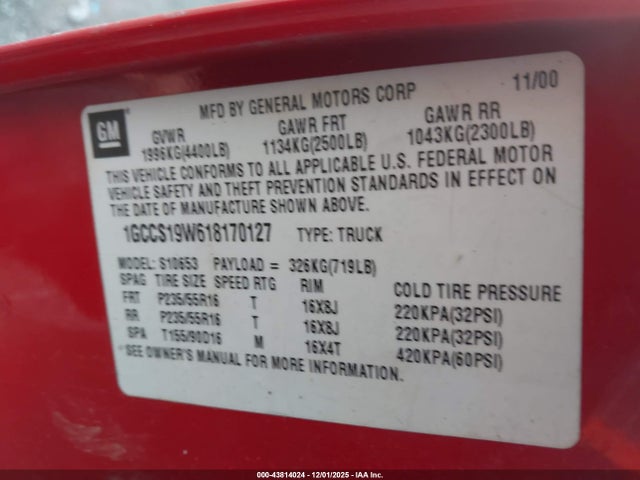 GM
MFD BY GENERAL MOTORS CORP 11/00
GVWR GAWR FRT GAWR RR
1996KG(4400LB) 1134KG(2500LB) 1043KG(2300LB)
THIS VEHICLE CONFORMS TO ALL APPLICABLE U.S. FEDERAL MOTOR
VEHICLE SAFETY AND THEFT PREVENTION STANDARDS IN EFFECT ON
THE DATE OF MANUFACTURE SHOWN ABOVE.
1GCCS19W618170127 TYPE: TRUCK
MODEL: S10653 PAYLOAD = 326KG(719LB)
SPAG TIRE SIZE SPEED RTG RIM COLD TIRE PRESSURE
FRT P235/55R16 T 16X8J 220KPA(32PSI)
RR P235/55R16 T 16X8J 220KPA(32PSI)
SPA T155/90D16 M 16X4T 420KPA(60PSI)
*SEE OWNER'S MANUAL FOR MORE INFORMATION.
000-43814024 - 12/01/2025 - IAA Inc.